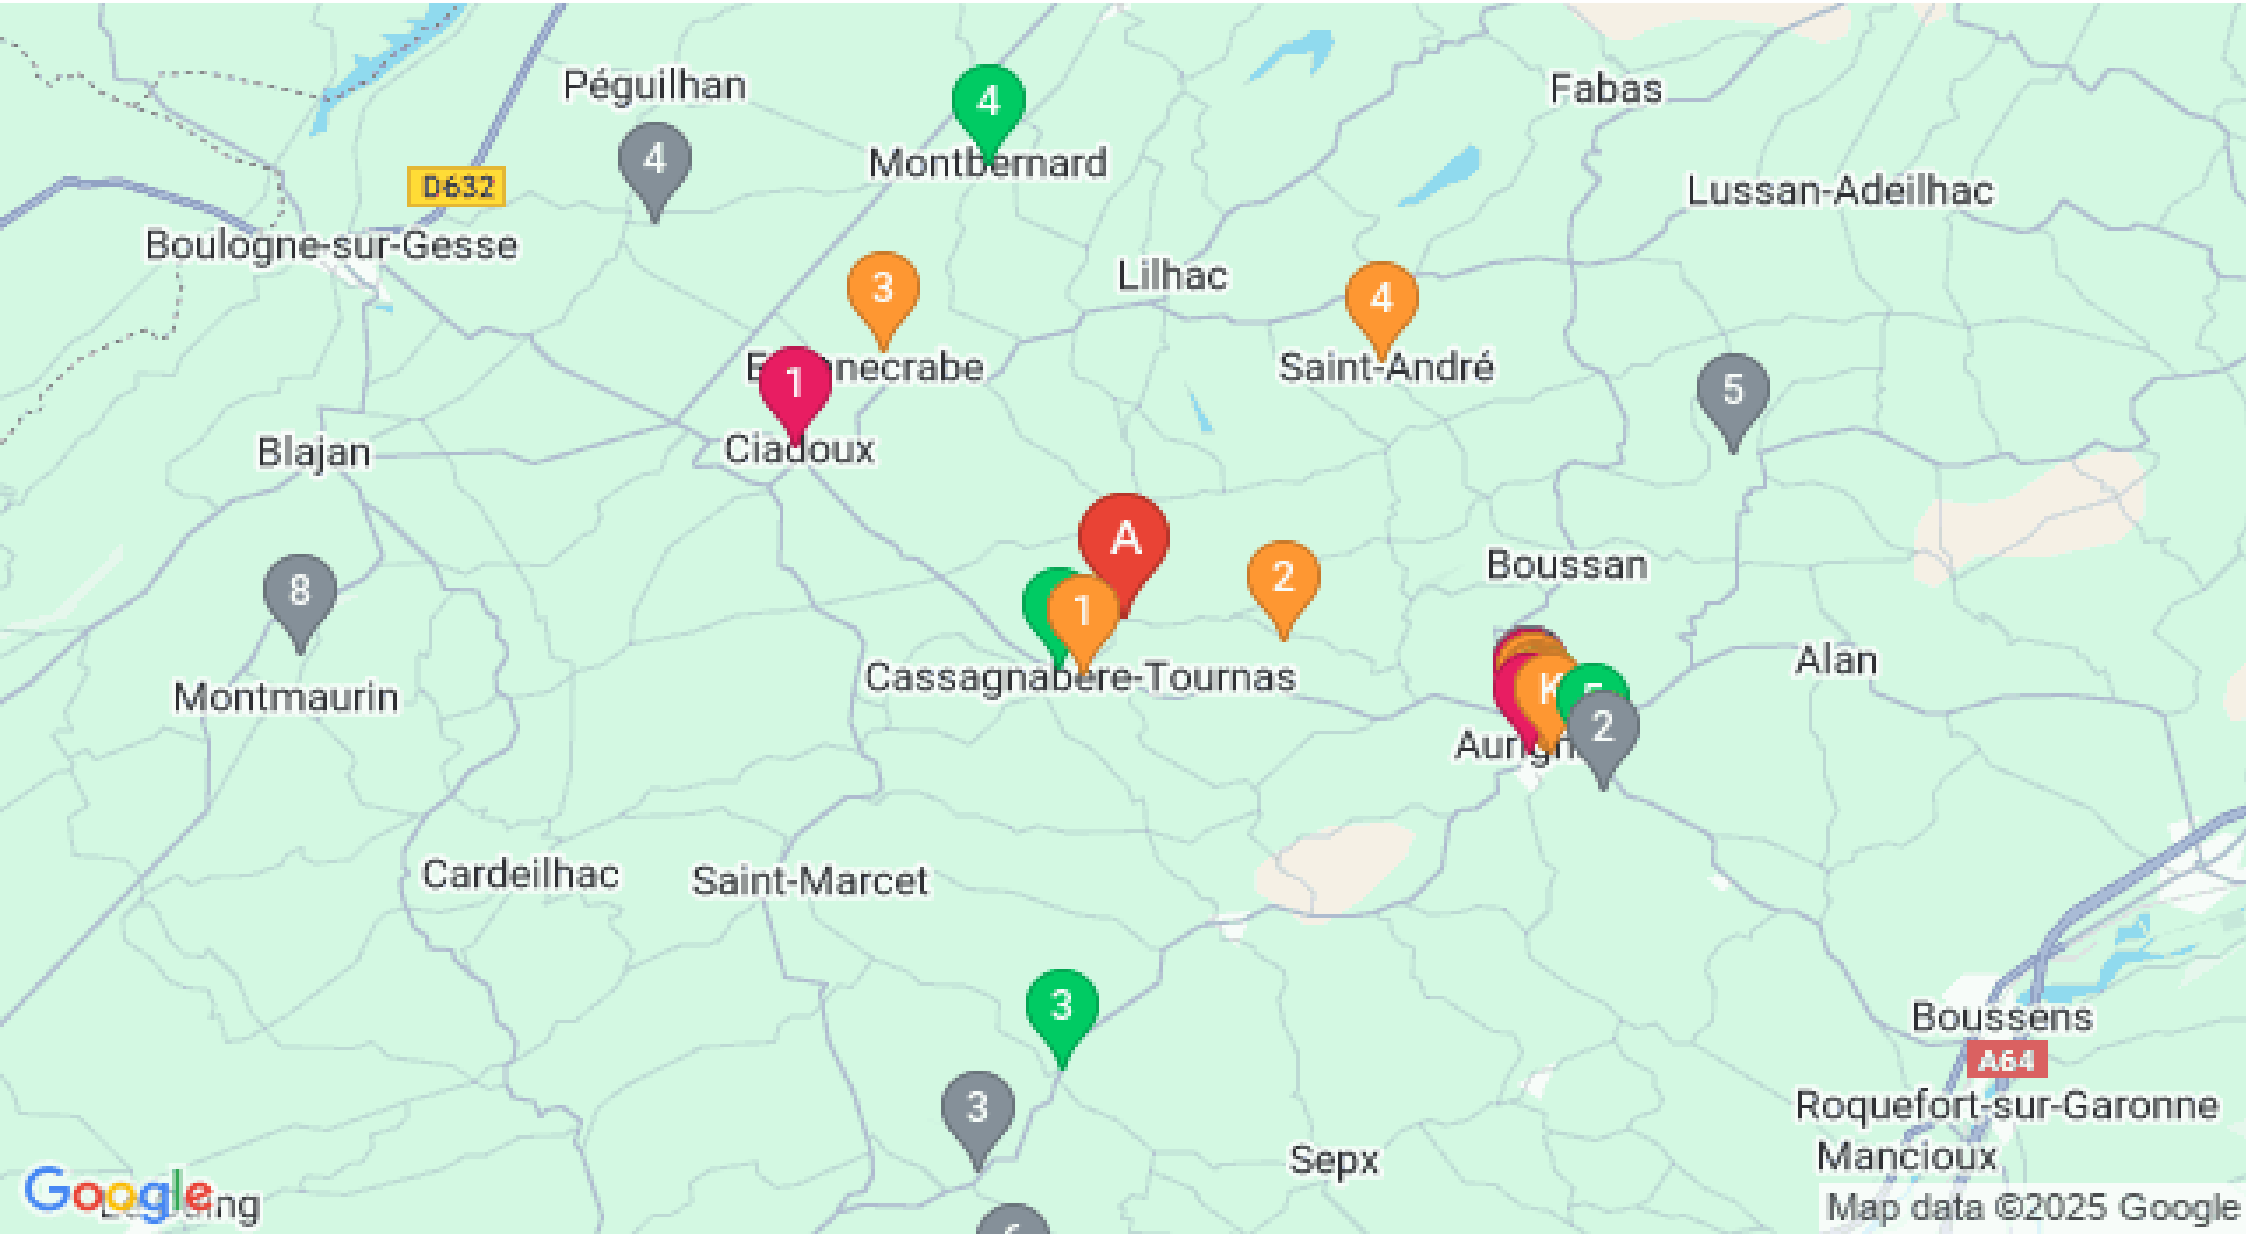 Péguilhan
4
Fabas
4
Montbernard
D632
Lussan-Adeilhac
Boulogne-sur-Gesse
Lilhac
3
4
Saint-André
1
5
Ciadoux
Blajan
A
Boussan
2
8
1
Alan
Cassagnabère-Tournas
Montmaurin
K
2
Cardeilhac
Saint-Marcet
3
Boussens
A64
3
Roquefort-sur-Garonne
Sepx
Mancioux
Google
Map data ©2025 Google